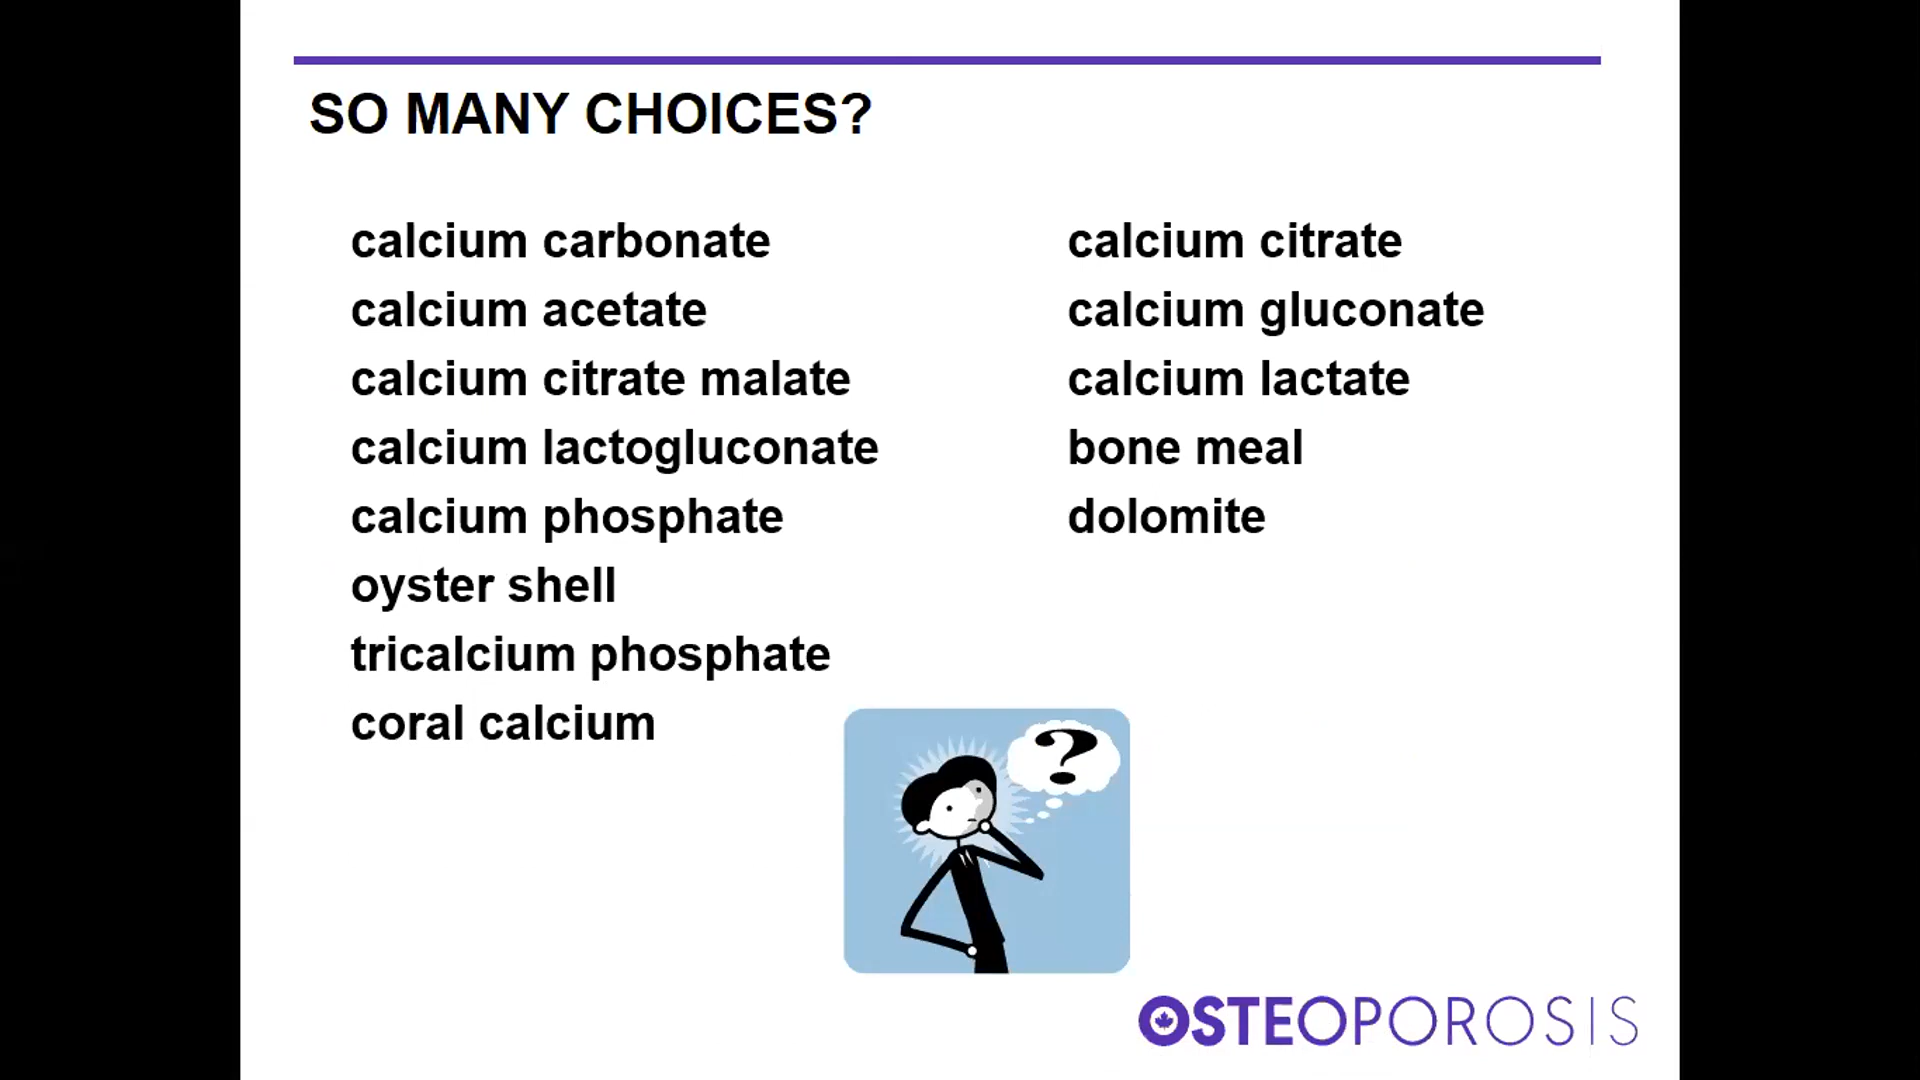 SO MANY CHOICES?
calcium carbonate
calcium acetate
calcium citrate malate
calcium lactogluconate
calcium phosphate
oyster shell
tricalcium phosphate
coral calcium
calcium citrate
calcium gluconate
calcium lactate
bone meal
dolomite
?
OSTEOPOROSIS